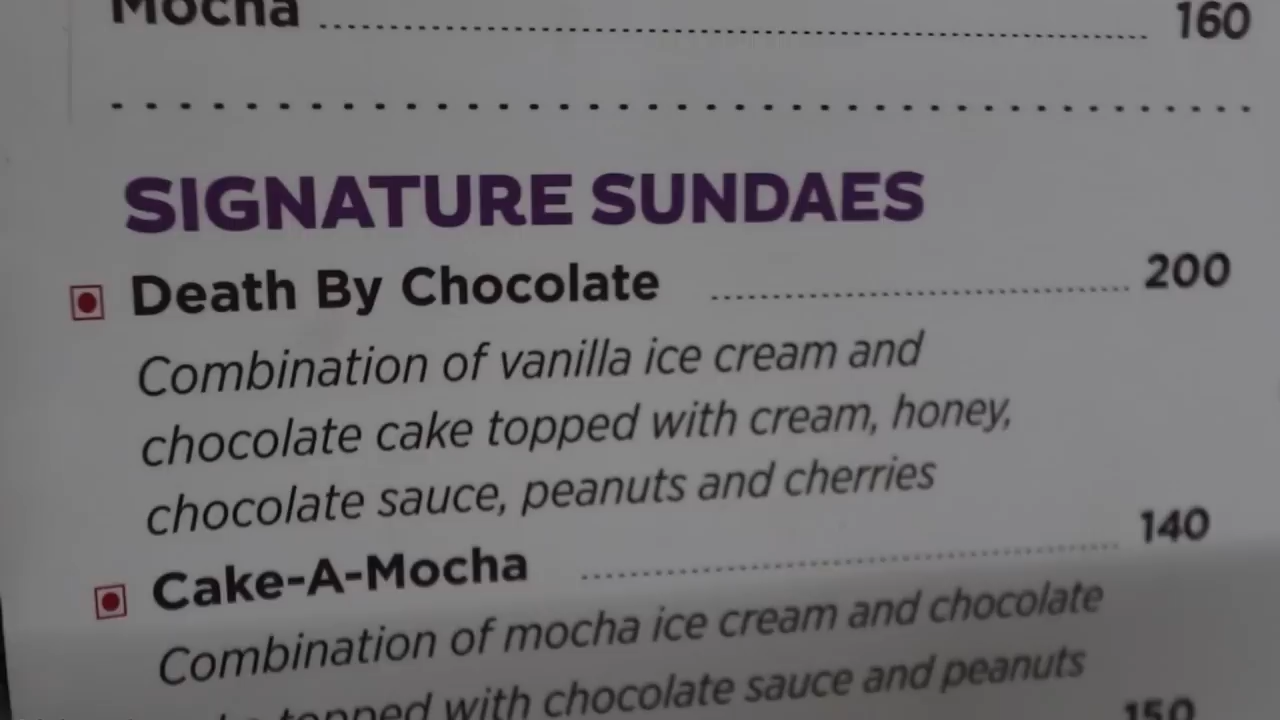 Mocha ........ 160
SIGNATURE SUNDAES
Death By Chocolate ........ 200
Combination of vanilla ice cream and
chocolate cake topped with cream, honey,
chocolate sauce, peanuts and cherries
Cake-A-Mocha ........ 140
Combination of mocha ice cream and chocolate
topped with chocolate sauce and peanuts
150